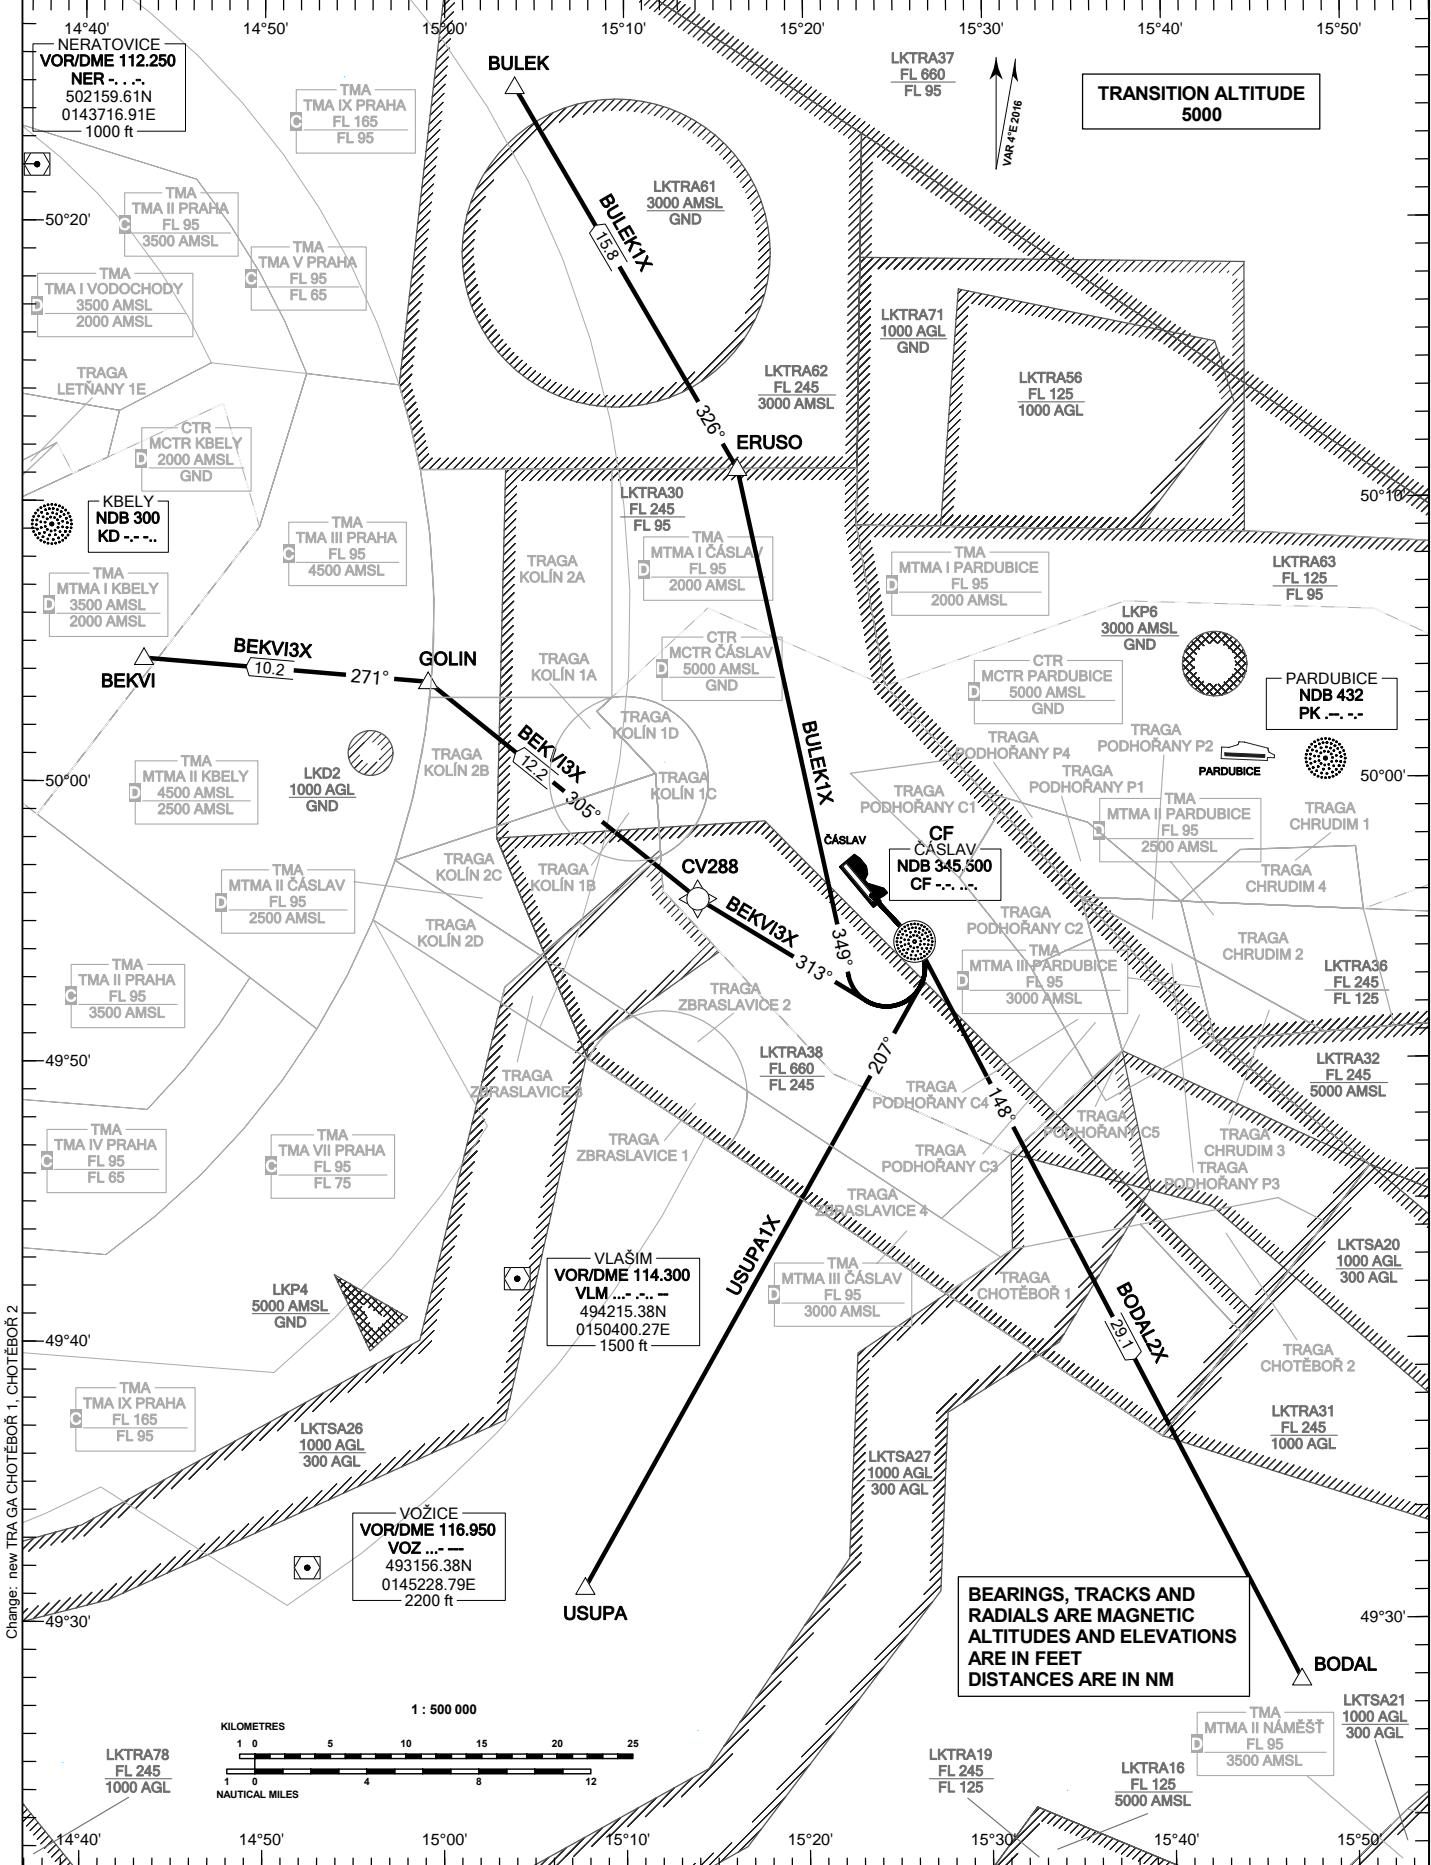 14°40'
14°50'
15°00'
15°10'
15°20'
15°30'
15°40'
15°50'
NERATOVICE
VOR/DME 112.250
NER -. . .-.
502159.61N
0143716.91E
1000 ft
BULEK
LKTRA37
FL 660
FL 95
VAR 4°E 2016
TRANSITION ALTITUDE
5000
TMA
TMA IX PRAHA
C
FL 165
FL 95
TMA
TMA II PRAHA
C
FL 95
3500 AMSL
50°20'
TMA
TMA V PRAHA
C
FL 95
FL 65
TMA
TMA I VODOCHODY
D
3500 AMSL
2000 AMSL
LKTRA61
3000 AMSL
GND
BULEK1X
15.8
326°
LKTRA71
1000 AGL
GND
LKTRA62
FL 245
3000 AMSL
LKTRA56
FL 125
1000 AGL
TRAGA
LETŇANY 1E
CTR
MCTR KBELY
D
2000 AMSL
GND
ERUSO
KBELY
NDB 300
KD -.- -..
LKTRA30
FL 245
FL 95
50°10'
TMA
TMA III PRAHA
C
FL 95
4500 AMSL
TRAGA
KOLÍN 2A
TMA
MTMA I ČÁSLAV
D
FL 95
2000 AMSL
TMA
MTMA I PARDUBICE
D
FL 95
2000 AMSL
LKTRA63
FL 125
FL 95
TMA
MTMA I KBELY
D
3500 AMSL
2000 AMSL
LKP6
3000 AMSL
GND
BEKVI
BEKVI3X
10.2
271°
GOLIN
TRAGA
KOLÍN 1A
CTR
MCTR ČÁSLAV
D
5000 AMSL
GND
CTR
MCTR PARDUBICE
D
5000 AMSL
GND
PARDUBICE
NDB 432
PK .--. -.-
TRAGA
KOLÍN 1D
BEKVI3X
12.2
305°
TRAGA
KOLÍN 2B
TRAGA
KOLÍN 1C
BULEK1X
TRAGA
PODHOŘANY P4
TRAGA
PODHOŘANY P2
PARDUBICE
50°00'
50°00'
TMA
MTMA II KBELY
D
4500 AMSL
2500 AMSL
LKD2
1000 AGL
GND
TRAGA
PODHOŘANY C1
TRAGA
PODHOŘANY P1
TMA
MTMA II PARDUBICE
D
FL 95
2500 AMSL
TRAGA
CHRUDIM 1
ČÁSLAV
CF
ČÁSLAV
NDB 345.500
CF -.-. ..-.
TMA
MTMA II ČÁSLAV
D
FL 95
2500 AMSL
TRAGA
KOLÍN 2C
TRAGA
KOLÍN 1B
CV288
TRAGA
CHRUDIM 4
TRAGA
KOLÍN 2D
BEKVI3X
313°
349°
TRAGA
PODHOŘANY C2
TRAGA
CHRUDIM 2
TMA
MTMA III PARDUBICE
D
FL 95
3000 AMSL
LKTRA36
FL 245
FL 125
TMA
TMA II PRAHA
C
FL 95
3500 AMSL
TRAGA
ZBRASLAVICE 2
49°50'
LKTRA38
FL 660
FL 245
207°
148°
LKTRA32
FL 245
5000 AMSL
TRAGA
ZBRASLAVICE 3
TRAGA
PODHOŘANY C4
TRAGA
PODHOŘANY C5
TRAGA
CHRUDIM 3
TMA
TMA IV PRAHA
C
FL 95
FL 65
TMA
TMA VII PRAHA
C
FL 95
FL 75
TRAGA
ZBRASLAVICE 1
TRAGA
PODHOŘANY C3
TRAGA
PODHOŘANY P3
TRAGA
ZBRASLAVICE 4
USUPA1X
LKTSA20
1000 AGL
300 AGL
VLAŠIM
VOR/DME 114.300
VLM ...- .-.. --
494215.38N
0150400.27E
1500 ft
TMA
MTMA III ČÁSLAV
D
FL 95
3000 AMSL
TRAGA
CHOTĚBOŘ 1
LKP4
5000 AMSL
GND
BODAL2X
29.1
49°40'
TRAGA
CHOTĚBOŘ 2
TMA
TMA IX PRAHA
C
FL 165
FL 95
LKTSA26
1000 AGL
300 AGL
LKTRA31
FL 245
1000 AGL
LKTSA27
1000 AGL
300 AGL
VOŽICE
VOR/DME 116.950
VOZ ...- --- 
493156.38N
0145228.79E
2200 ft
49°30'
USUPA
BEARINGS, TRACKS AND
RADIALS ARE MAGNETIC
ALTITUDES AND ELEVATIONS
ARE IN FEET
DISTANCES ARE IN NM
49°30'
BODAL
LKTSA21
1000 AGL
300 AGL
TMA
MTMA II NÁMĚŠŤ
D
FL 95
3500 AMSL
1 : 500 000
KILOMETRES
1 0 5 10 15 20 25
1 0 4 8 12
NAUTICAL MILES
LKTRA78
FL 245
1000 AGL
LKTRA19
FL 245
FL 125
LKTRA16
FL 125
5000 AMSL
14°40'
14°50'
15°00'
15°10'
15°20'
15°30'
15°40'
15°50'
Change: new TRA GA CHOTĚBOŘ 1, CHOTĚBOŘ 2